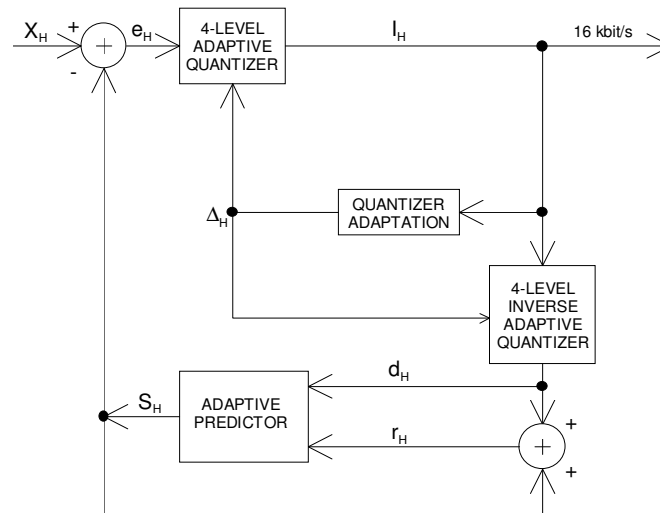 X_H
+
-
+
e_H
4-LEVEL
ADAPTIVE
QUANTIZER
I_H
16 kbit/s
Δ_H
QUANTIZER
ADAPTATION
4-LEVEL
INVERSE
ADAPTIVE
QUANTIZER
d_H
S_H
ADAPTIVE
PREDICTOR
r_H
+
+
+